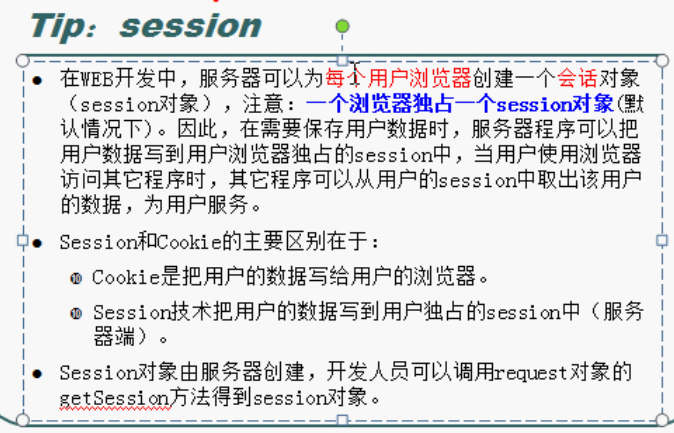 Tip: session
● 在WEB开发中，服务器可以为每个用户浏览器创建一个会话对象
（session对象），注意：一个浏览器独占一个session对象(默
认情况下)。因此，在需要保存用户数据时，服务器程序可以把
用户数据写到用户浏览器独占的session中，当用户使用浏览器
访问其它程序时，其它程序可以从用户的session中取出该用户
的数据，为用户服务。
● Session和Cookie的主要区别在于：
⑩ Cookie是把用户的数据写给用户的浏览器。
⑩ Session技术把用户的数据写到用户独占的session中（服务
器端）。
● Session对象由服务器创建，开发人员可以调用request对象的
getSession方法得到session对象。